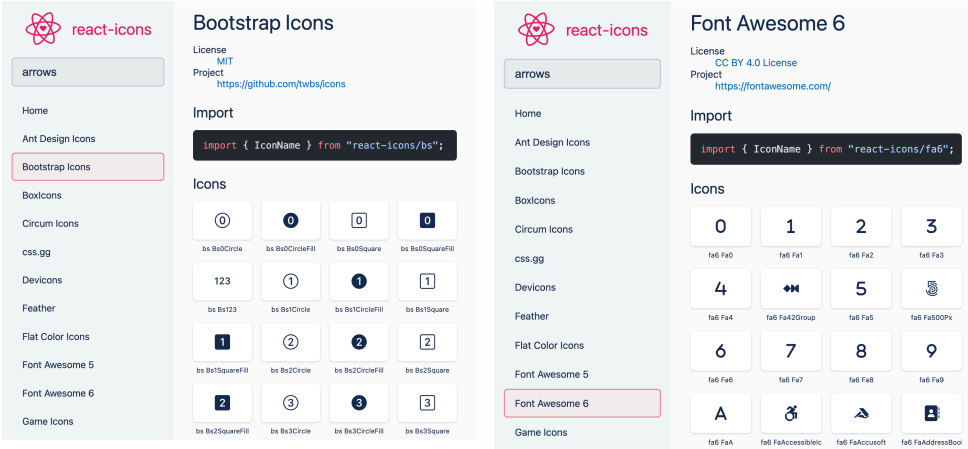 react-icons
arrows
Home
Ant Design Icons
Bootstrap Icons
BoxIcons
Circum Icons
css.gg
Devicons
Feather
Flat Color Icons
Font Awesome 5
Font Awesome 6
Game Icons
Bootstrap Icons
License
MIT
Project
https://github.com/twbs/icons
Import
import { IconName } from "react-icons/bs";
Icons
0 0 0 0
bs Bs0Circle bs Bs0CircleFill bs Bs0Square bs Bs0SquareFill
123 1 1 1
bs Bs123 bs Bs1Circle bs Bs1CircleFill bs Bs1Square
1 2 2 2
bs Bs1SquareFill bs Bs2Circle bs Bs2CircleFill bs Bs2Square
2 3 3 3
bs Bs2SquareFill bs Bs3Circle bs Bs3CircleFill bs Bs3Square
react-icons
arrows
Home
Ant Design Icons
Bootstrap Icons
BoxIcons
Circum Icons
css.gg
Devicons
Feather
Flat Color Icons
Font Awesome 5
Font Awesome 6
Game Icons
Font Awesome 6
License
CC BY 4.0 License
Project
https://fontawesome.com/
Import
import { IconName } from "react-icons/fa6";
Icons
0 1 2 3
fa6 Fa0 fa6 Fa1 fa6 Fa2 fa6 Fa3
4 5 5
fa6 Fa4 fa6 Fa42Group fa6 Fa5 fa6 Fa500Px
6 7 8 9
fa6 Fa6 fa6 Fa7 fa6 Fa8 fa6 Fa9
A
fa6 FaA fa6 FaAccessibleIc fa6 FaAccusoft fa6 FaAddressBool